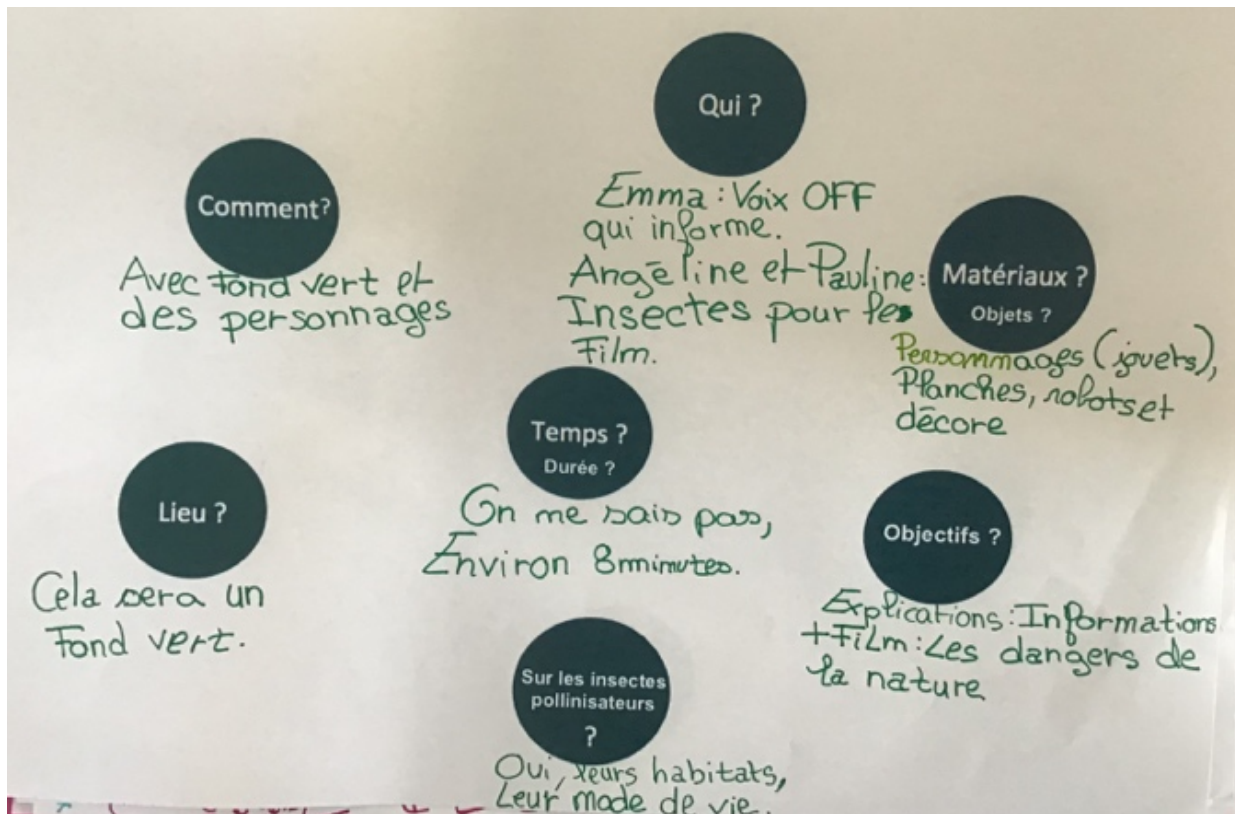 Qui ?
Emma : Voix OFF
qui informe.
Angéline et Pauline :
Insectes pour les
Film.
Comment?
Avec fond vert et
des personnages
Matériaux ?
Objets ?
Personnages (jouets),
Planches, robots et
décore
Temps ?
Durée ?
On ne sais pas,
Environ 8 minutes.
Lieu ?
Cela sera un
Fond vert.
Objectifs ?
Explications : Informations
+ Film : Les dangers de
la nature
Sur les insectes
pollinisateurs
?
Oui, leurs habitats,
Leur mode de vie.